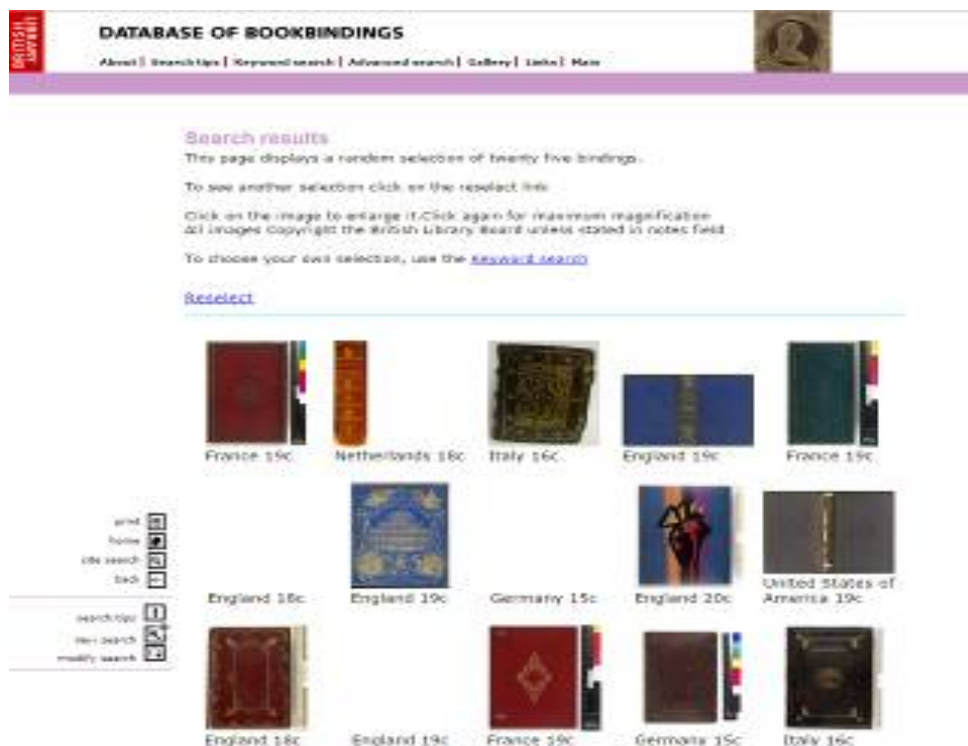 BRITISH LIBRARY
DATABASE OF BOOKBINDINGS
About | Search tips | Keyword search | Advanced search | Gallery | Links | Main
Search results
This page displays a random selection of twenty five bindings.
To see another selection click on the reselect link
Click on the image to enlarge it.Click again for maximum magnification
All images Copyright the British Library Board unless stated in notes field
To choose your own selection, use the Keyword search
Reselect
France 19c
Netherlands 18c
Italy 16c
England 19c
France 19c
print
home
site search
back
England 18c
England 19c
Germany 15c
England 20c
United States of
America 19c
search tips
new search
modify search
England 18c
England 19c
France 19c
Germany 15c
Italy 16c